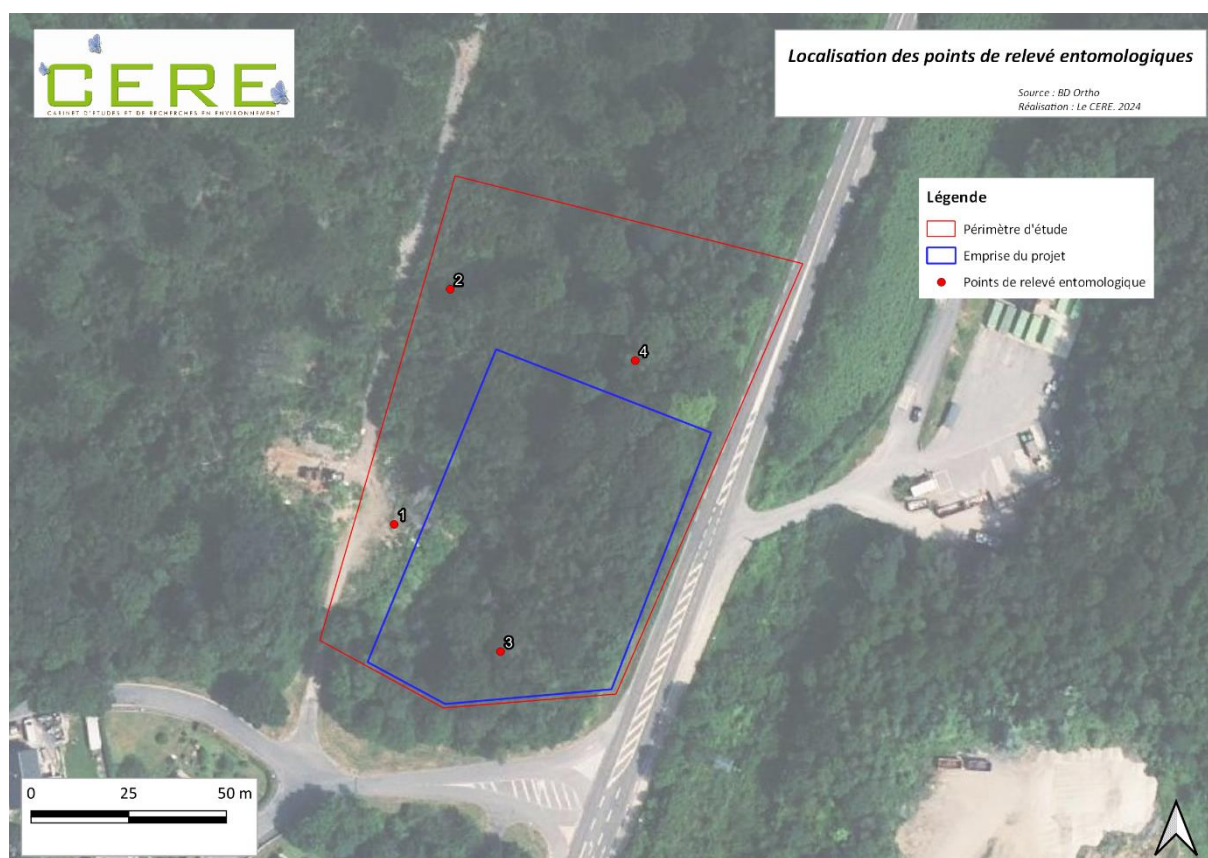 CERE
CABINET D'ETUDES ET DE RECHERCHES EN ENVIRONNEMENT
Localisation des points de relevé entomologiques
Source : BD Ortho
Réalisation : Le CERE. 2024
Légende
Périmètre d'étude
Emprise du projet
Points de relevé entomologique
2
4
1
3
0 25 50 m